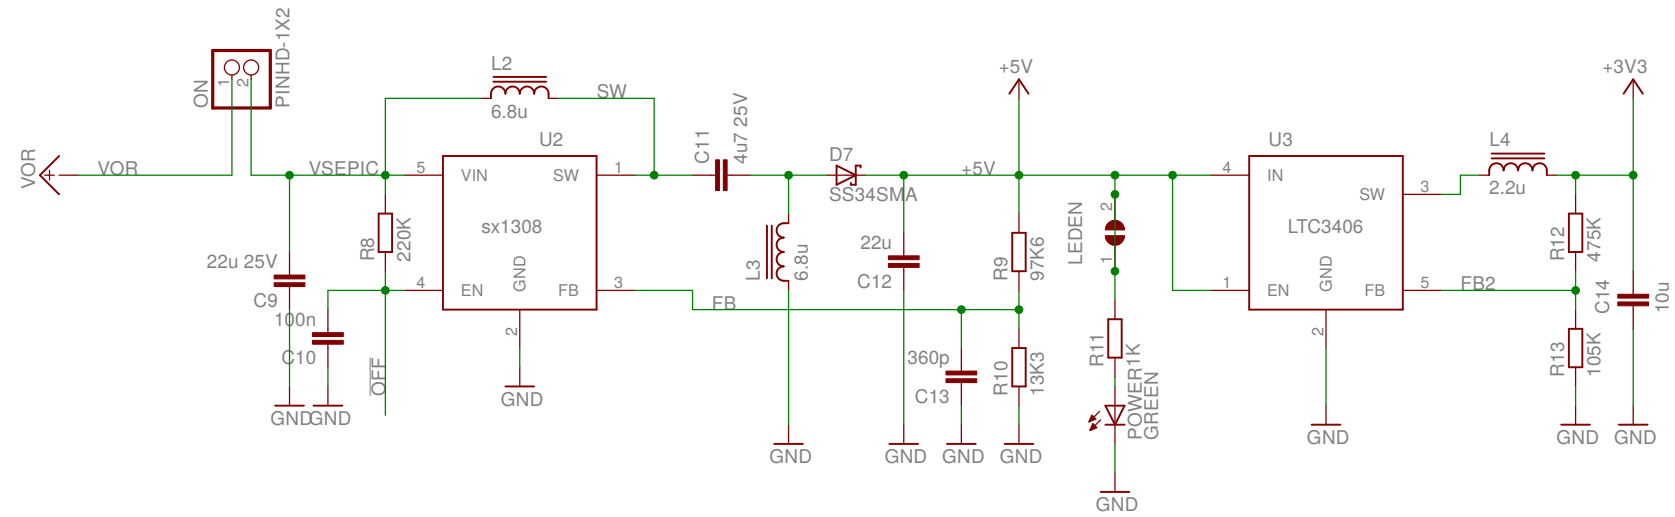 ON
1
2
PINHD-1X2
VOR
VOR
VSEPIC
L2
6.8u
SW
U2
5
VIN
SW
1
sx1308
GND
4
EN
FB
3
2
GND
R8
220K
22u 25V
C9
100n
C10
GND
GND
OFF
C11
4u7 25V
D7
SS34SMA
L3
6.8u
GND
22u
C12
GND
FB
360p
C13
GND
+5V
+5V
R9
97K6
R10
13K3
GND
LEDEN
2
1
R11
1K
POWER
GREEN
GND
U3
4
IN
SW
3
LTC3406
GND
1
EN
FB
5
2
GND
L4
2.2u
+3V3
R12
475K
FB2
R13
105K
GND
C14
10u
GND